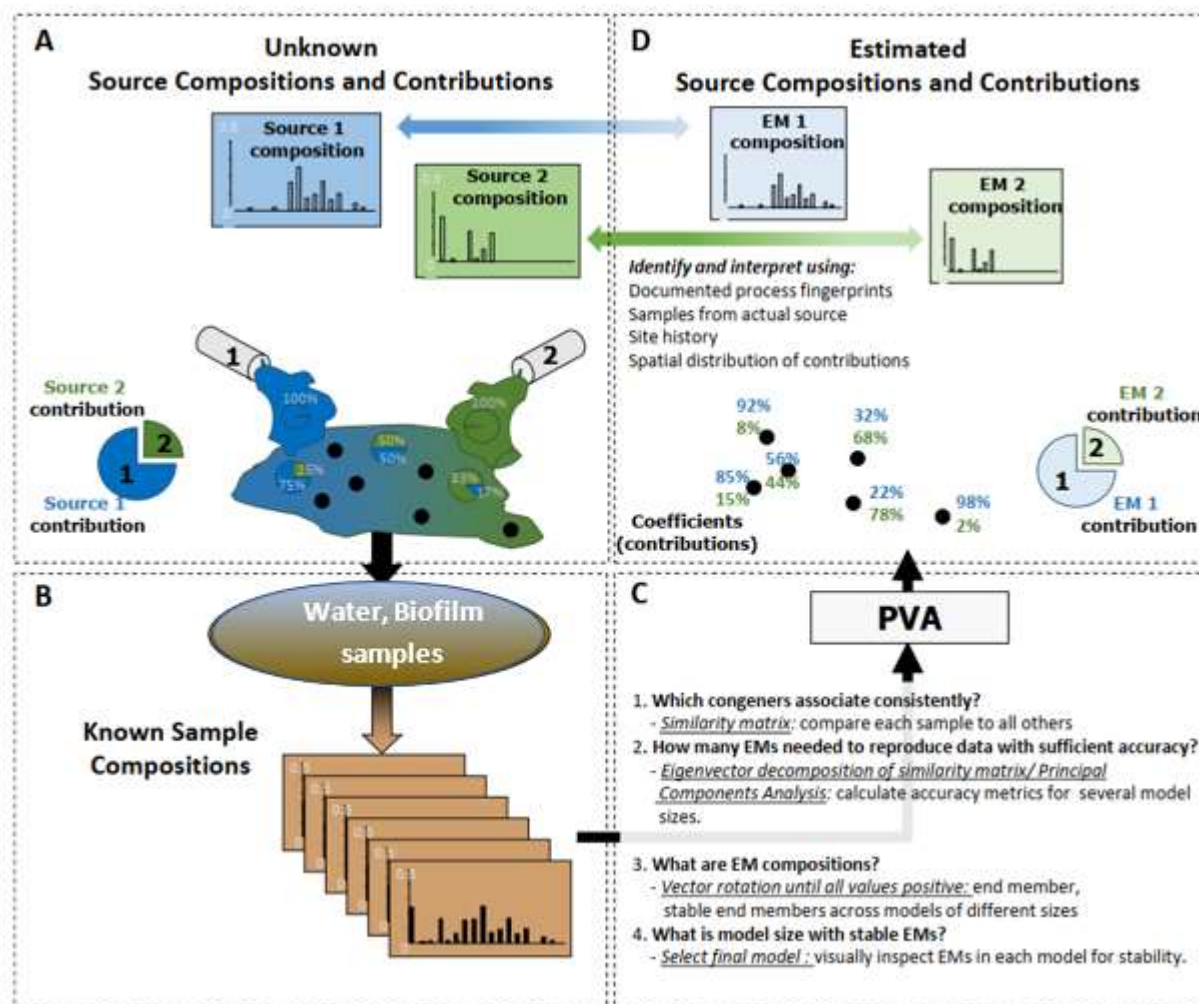 A
Unknown
Source Compositions and Contributions
Source 1
composition
Source 2
composition
1
2
100%
100%
Source 2
contribution
2
1
Source 1
contribution
50%
50%
25%
75%
83%
17%
D
Estimated
Source Compositions and Contributions
EM 1
composition
EM 2
composition
Identify and interpret using:
Documented process fingerprints
Samples from actual source
Site history
Spatial distribution of contributions
92%
8%
32%
68%
56%
44%
85%
15%
22%
78%
98%
2%
Coefficients
(contributions)
EM 2
contribution
2
1
EM 1
contribution
B
Water, Biofilm
samples
Known Sample
Compositions
C
PVA
1. Which congeners associate consistently?
- Similarity matrix: compare each sample to all others
2. How many EMs needed to reproduce data with sufficient accuracy?
- Eigenvector decomposition of similarity matrix/ Principal
Components Analysis: calculate accuracy metrics for several model
sizes.
3. What are EM compositions?
- Vector rotation until all values positive: end member,
stable end members across models of different sizes
4. What is model size with stable EMs?
- Select final model : visually inspect EMs in each model for stability.